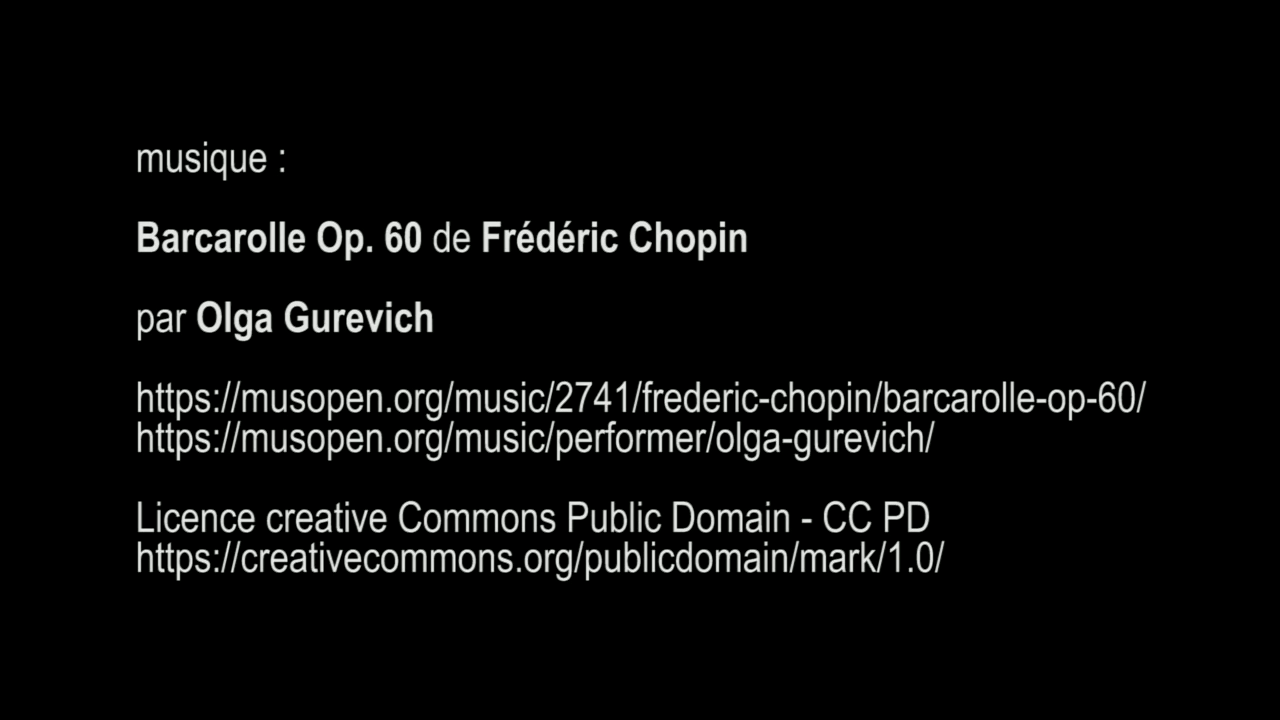 musique :
Barcarolle Op. 60 de Frédéric Chopin
par Olga Gurevich
https://musopen.org/music/2741/frederic-chopin/barcarolle-op-60/
https://musopen.org/music/performer/olga-gurevich/
Licence creative Commons Public Domain - CC PD
https://creativecommons.org/publicdomain/mark/1.0/